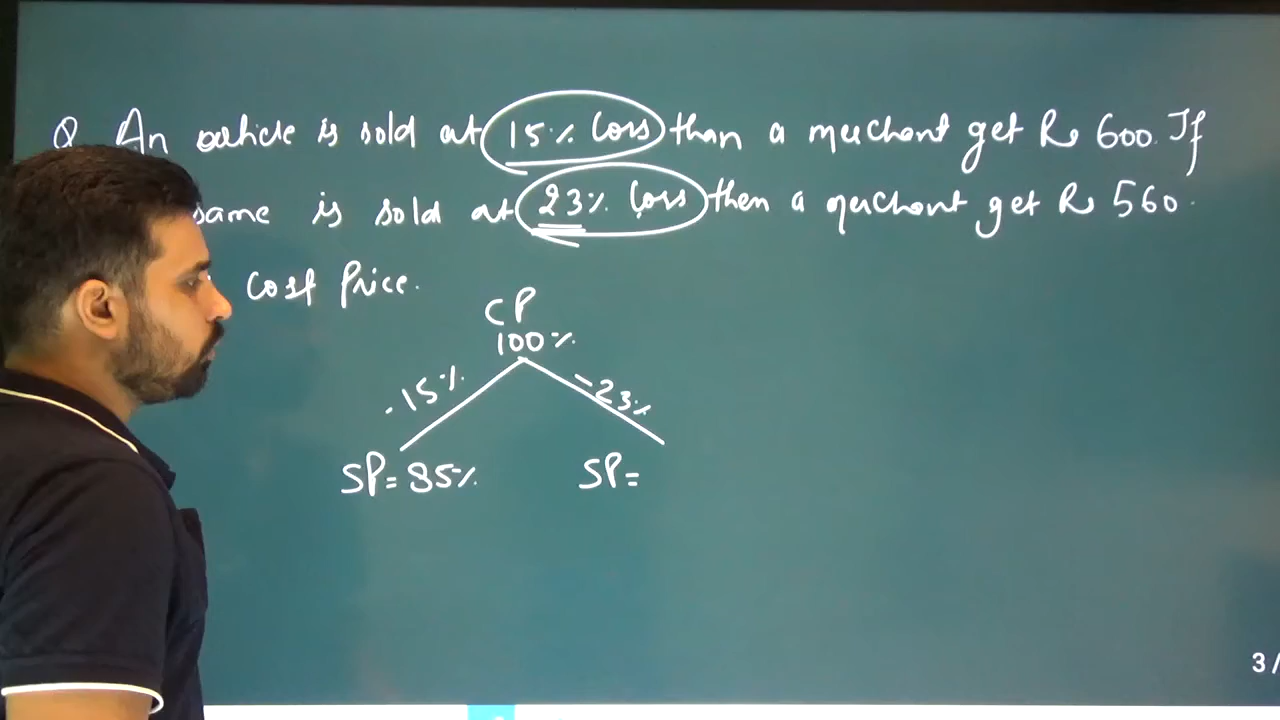 Q An article is sold at 15% Loss than a merchant get Rs 600. If
same is sold at 23% Loss then a merchant get Rs 560.
cost Price.
CP
100%
-15% -23%
SP= 85% SP=
3/